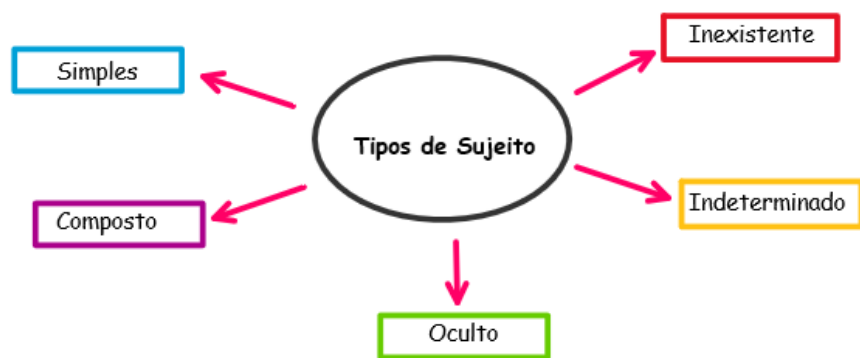 Inexistente
Simples
Tipos de Sujeito
Indeterminado
Composto
Oculto